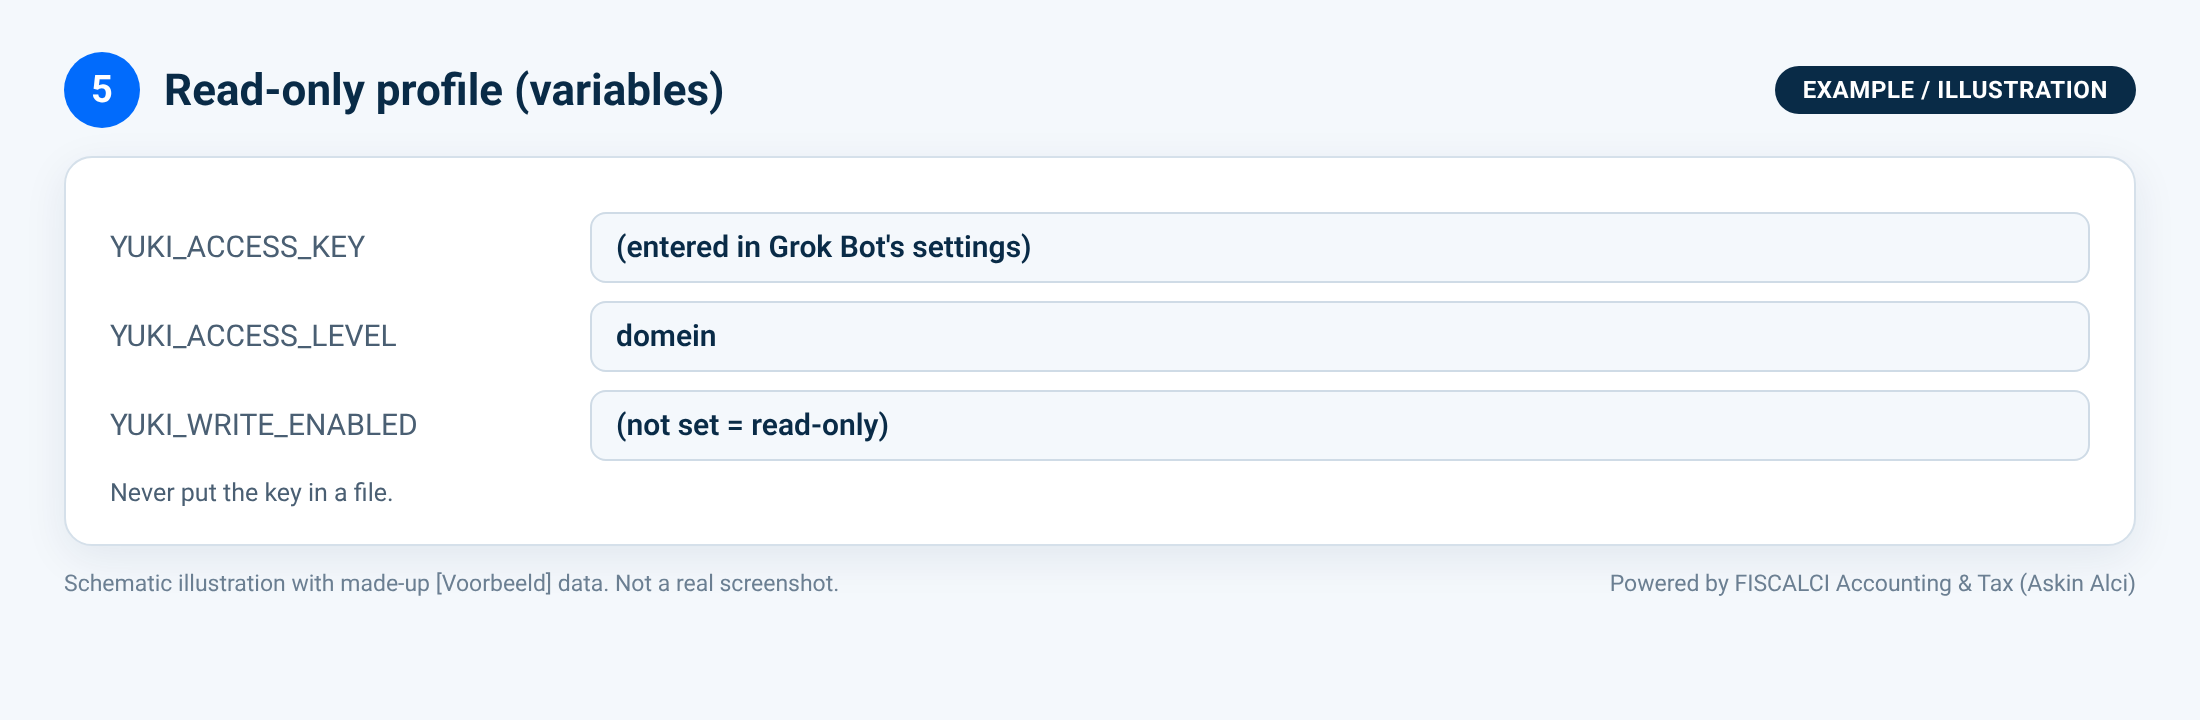 5 Read-only profile (variables)
EXAMPLE / ILLUSTRATION
YUKI_ACCESS_KEY (entered in Grok Bot's settings)
YUKI_ACCESS_LEVEL domein
YUKI_WRITE_ENABLED (not set = read-only)
Never put the key in a file.
Schematic illustration with made-up [Voorbeeld] data. Not a real screenshot.
Powered by FISCALCI Accounting & Tax (Askin Alci)